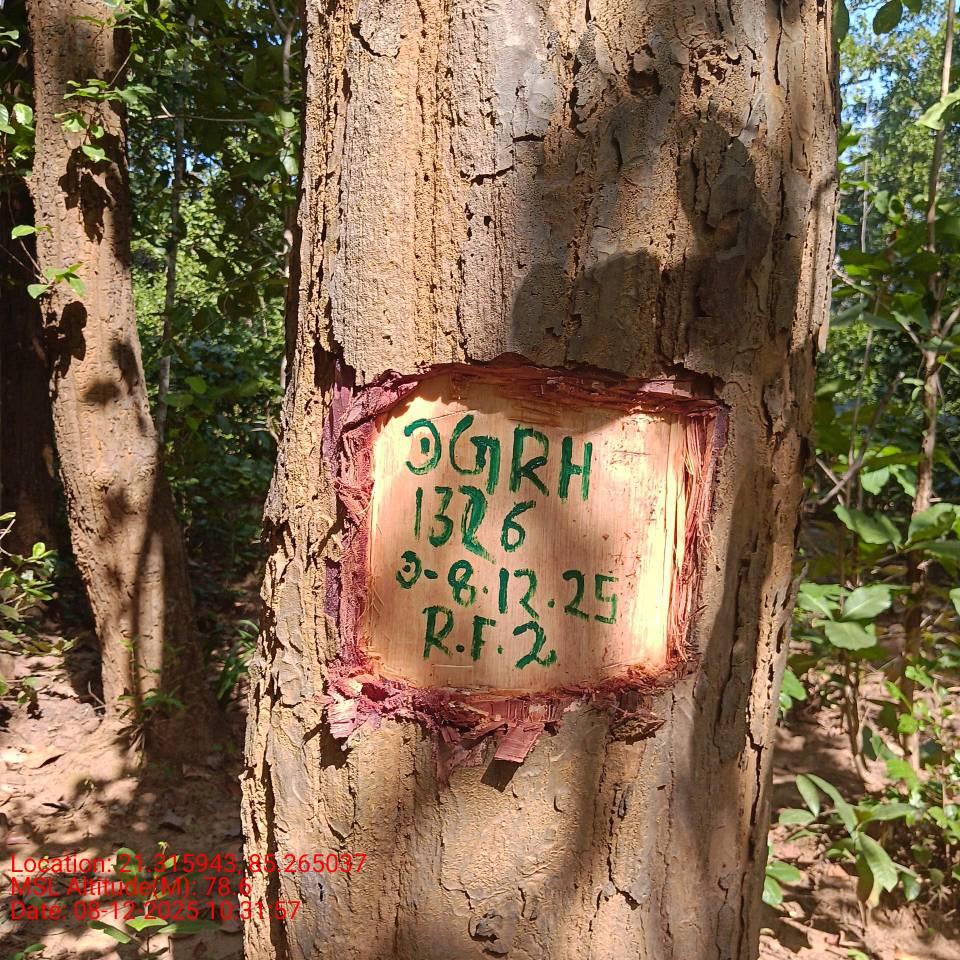 OGRH
1326
D-8.12.25
R.F.2
Location: 21.315943, 85.265037
MSL Altitude(M): 78.6
Date: 08-12-2025 10:31:57